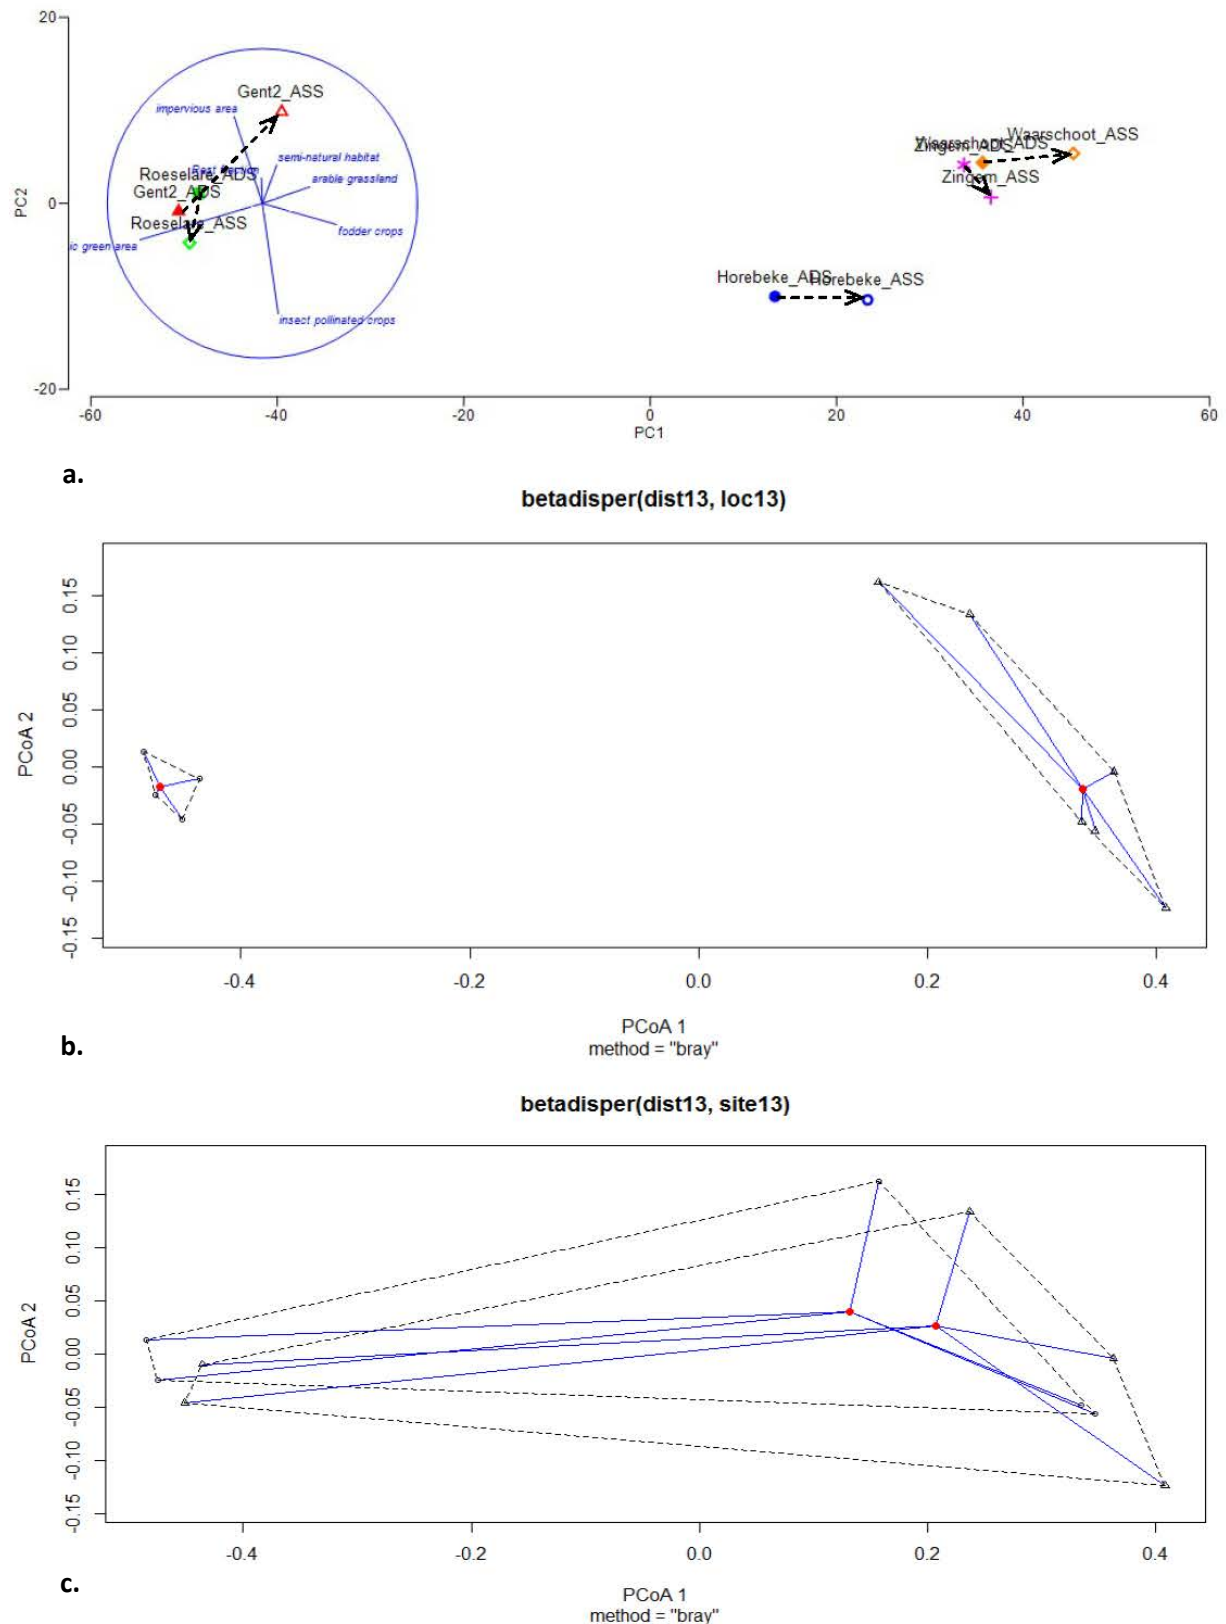 20
Gent2_ASS
impervious area
semi-natural habitat
arable grassland
Roeselare_ADS
Gent2_ADS
Roeselare_ASS
ic green area
fodder crops
insect pollinated crops
PC2
0
-20
Waarschoot_ASS
Waarschoot_ADS
Zingem_ADS
Zingem_ASS
Horebeke_ADS
Horebeke_ASS
-60 -40 -20 0 20 40 60
PC1
a.
betadisper(dist13, loc13)
PCoA 2
0.15
0.10
0.05
0.00
-0.05
-0.10
-0.15
-0.4 -0.2 0.0 0.2 0.4
PCoA 1
method = "bray"
b.
betadisper(dist13, site13)
PCoA 2
0.15
0.10
0.05
0.00
-0.05
-0.10
-0.15
-0.4 -0.2 0.0 0.2 0.4
PCoA 1
method = "bray"
c.